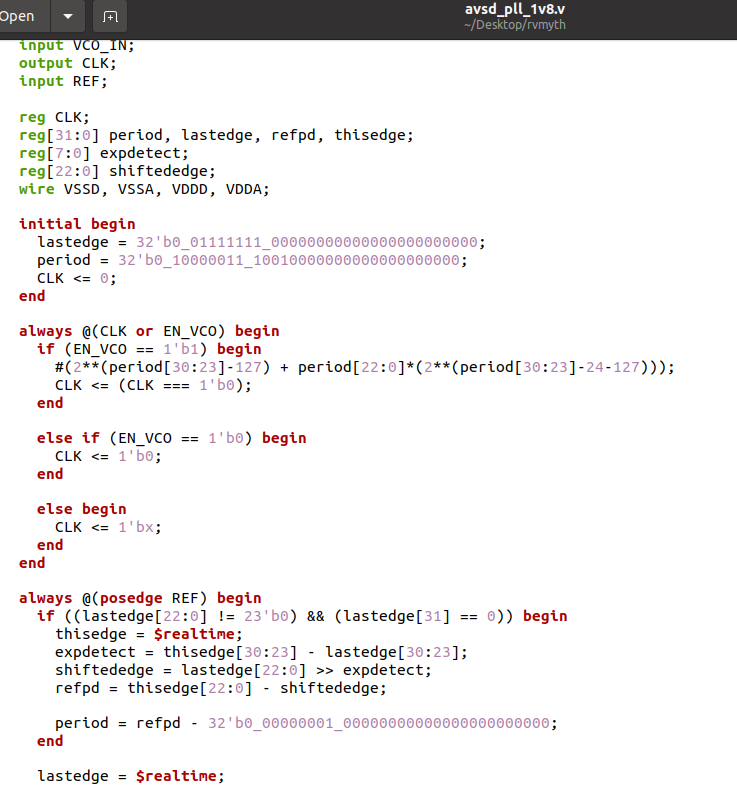 Open
avsd_pll_1v8.v
~/Desktop/rvmyth
input VCO_IN;
output CLK;
input REF;
reg CLK;
reg[31:0] period, lastedge, refpd, thisedge;
reg[7:0] expdetect;
reg[22:0] shiftededge;
wire VSSD, VSSA, VDDD, VDDA;
initial begin
lastedge = 32'b0_01111111_00000000000000000000000;
period = 32'b0_10000011_10010000000000000000000;
CLK <= 0;
end
always @(CLK or EN_VCO) begin
if (EN_VCO == 1'b1) begin
#(2**(period[30:23]-127) + period[22:0]*(2**(period[30:23]-24-127)));
CLK <= (CLK === 1'b0);
end
else if (EN_VCO == 1'b0) begin
CLK <= 1'b0;
end
else begin
CLK <= 1'bx;
end
end
always @(posedge REF) begin
if ((lastedge[22:0] != 23'b0) && (lastedge[31] == 0)) begin
thisedge = $realtime;
expdetect = thisedge[30:23] - lastedge[30:23];
shiftededge = lastedge[22:0] >> expdetect;
refpd = thisedge[22:0] - shiftededge;
period = refpd - 32'b0_00000001_00000000000000000000000;
end
lastedge = $realtime;